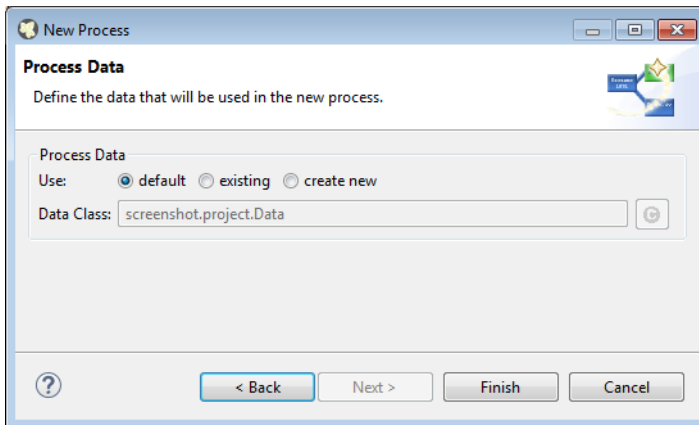 New Process
Process Data
Define the data that will be used in the new process.
Process Data
Use: default existing create new
Data Class: screenshot.project.Data
< Back Next > Finish Cancel